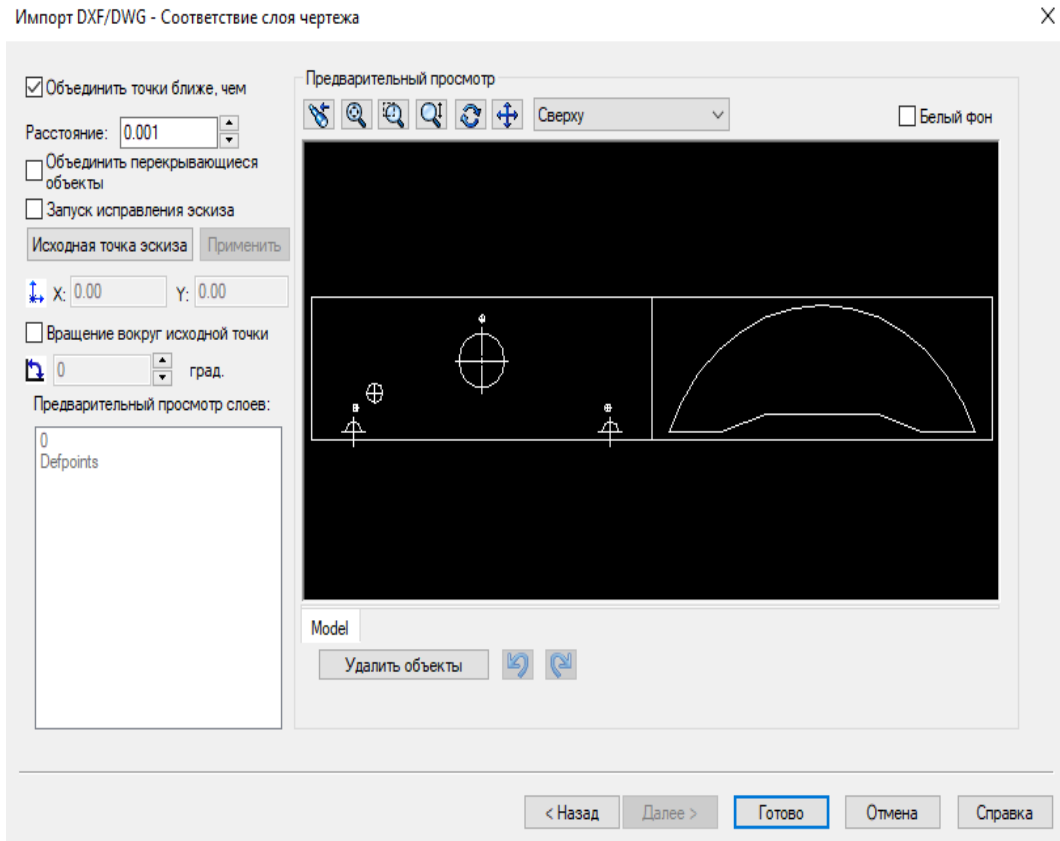 Импорт DXF/DWG - Соответствие слоя чертежа
Объединить точки ближе, чем
Расстояние: 0.001
Объединить перекрывающиеся
объекты
Запуск исправления эскиза
Исходная точка эскиза Применить
X: 0.00 Y: 0.00
Вращение вокруг исходной точки
0 град.
Предварительный просмотр слоев:
0
Defpoints
Предварительный просмотр
Сверху Белый фон
Model
Удалить объекты
< Назад Далее > Готово Отмена Справка